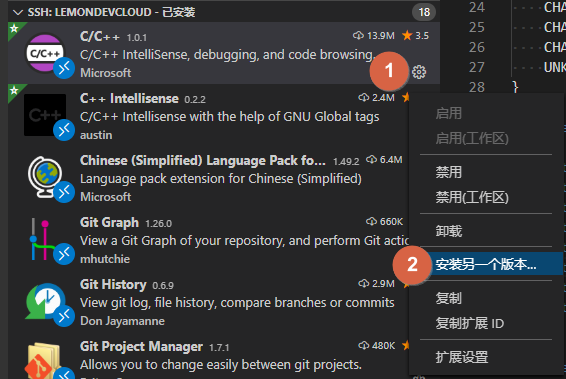 SSH: LEMONDEVCLOUD - 已安装 18
C/C++ 1.0.1 13.9M 3.5
C/C++
C/C++ IntelliSense, debugging, and code browsing.
Microsoft
1
C++ Intellisense 0.2.2 2.4M
C++
C/C++ Intellisense with the help of GNU Global tags
austin
Chinese (Simplified) Language Pack fo... 1.49.2 6.4M
Language pack extension for Chinese (Simplified)
Microsoft
Git Graph 1.26.0 660K
View a Git Graph of your repository, and perform Git actio
mhutchie
Git History 0.6.9 2.9M
View git log, file history, compare branches or commits
Don Jayamanne
Git Project Manager 1.7.1 480K
Allows you to change easily between git projects.
24 CHA
25 CHA
26 CHA
27 UNK
28 }
启用
启用(工作区)
禁用
禁用(工作区)
卸载
2
安装另一个版本...
复制
复制扩展 ID
扩展设置